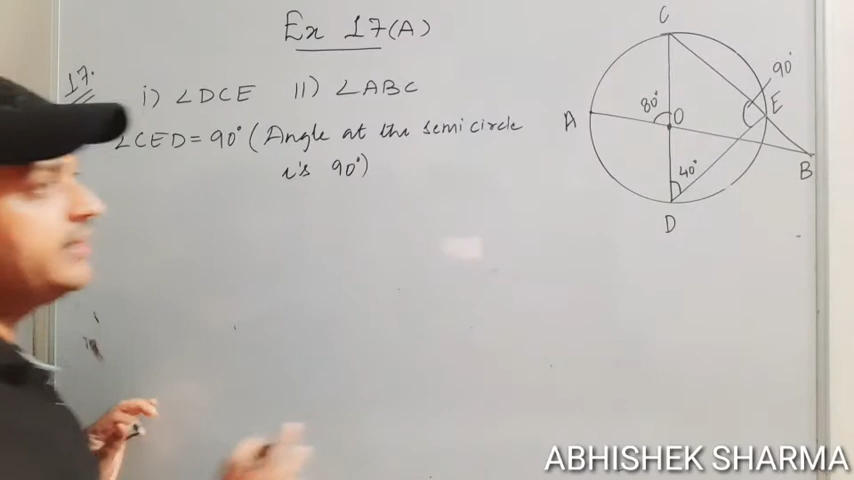 Ex 17(A)
17.
i) ∠DCE II) ∠ABC
∠CED = 90° (Angle at the semicircle
is 90°)
C
90°
80°
O
E
A
B
40°
D
ABHISHEK SHARMA